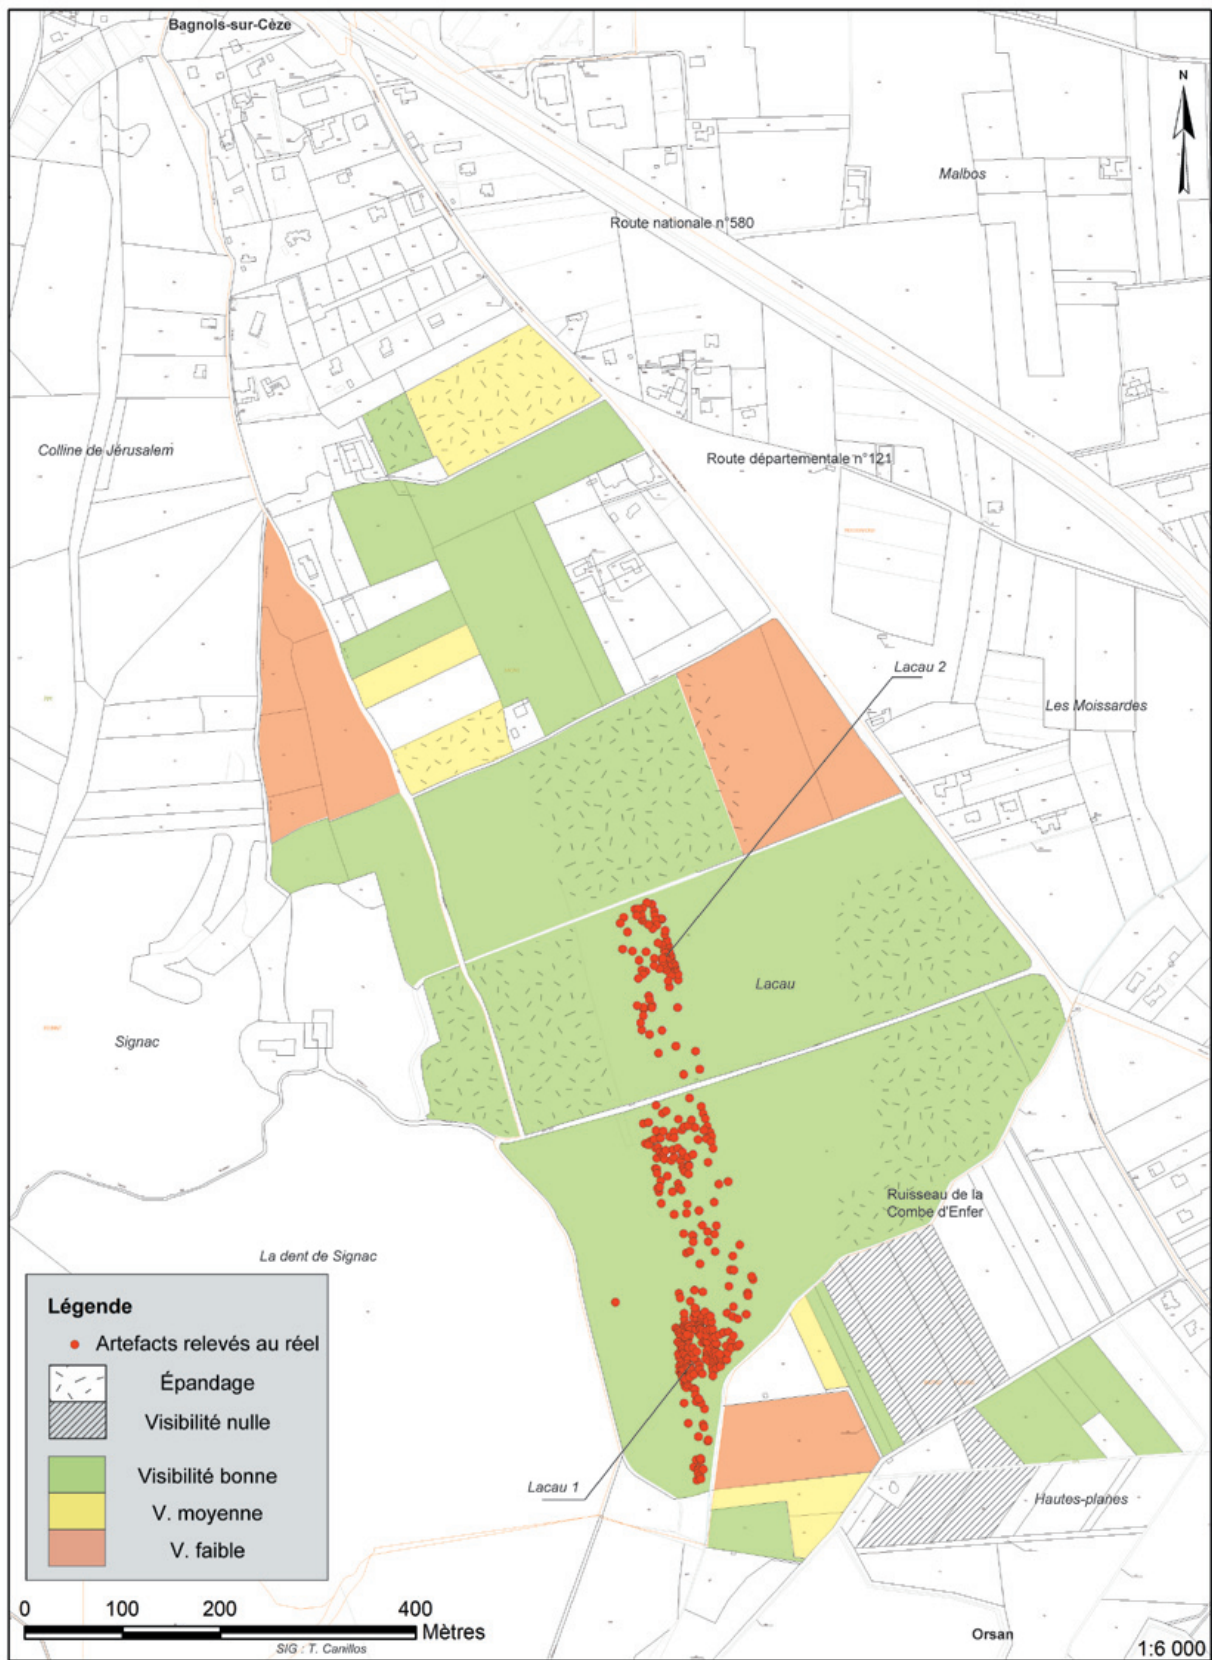 Bagnols-sur-Cèze
N
Malbos
Route nationale n°580
Colline de Jérusalem
Route départementale n°121
Lacau 2
Les Moissardes
Lacau
Signac
Ruisseau de la
Combe d'Enfer
La dent de Signac
Légende
Artefacts relevés au réel
Épandage
Visibilité nulle
Visibilité bonne
V. moyenne
V. faible
Lacau 1
Hautes-planes
0 100 200 400
Mètres
SIG : T. Canillos
Orsan
1:6 000